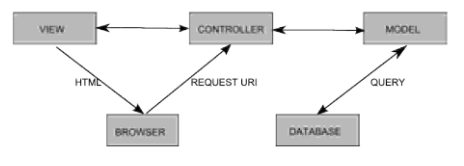 VIEW
CONTROLLER
MODEL
HTML
REQUEST URI
QUERY
BROWSER
DATABASE